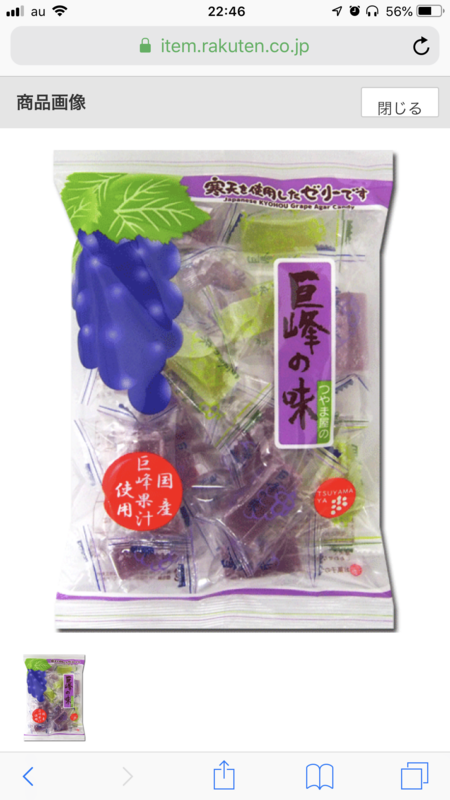 au
22:46
56%
item.rakuten.co.jp
商品画像
閉じる
寒天を使用したゼリーです
Japanese KYOHOU Grape Agar Candy
巨峰の味
つやま屋の
国産
巨峰果汁
使用
TSUYAMA
YA